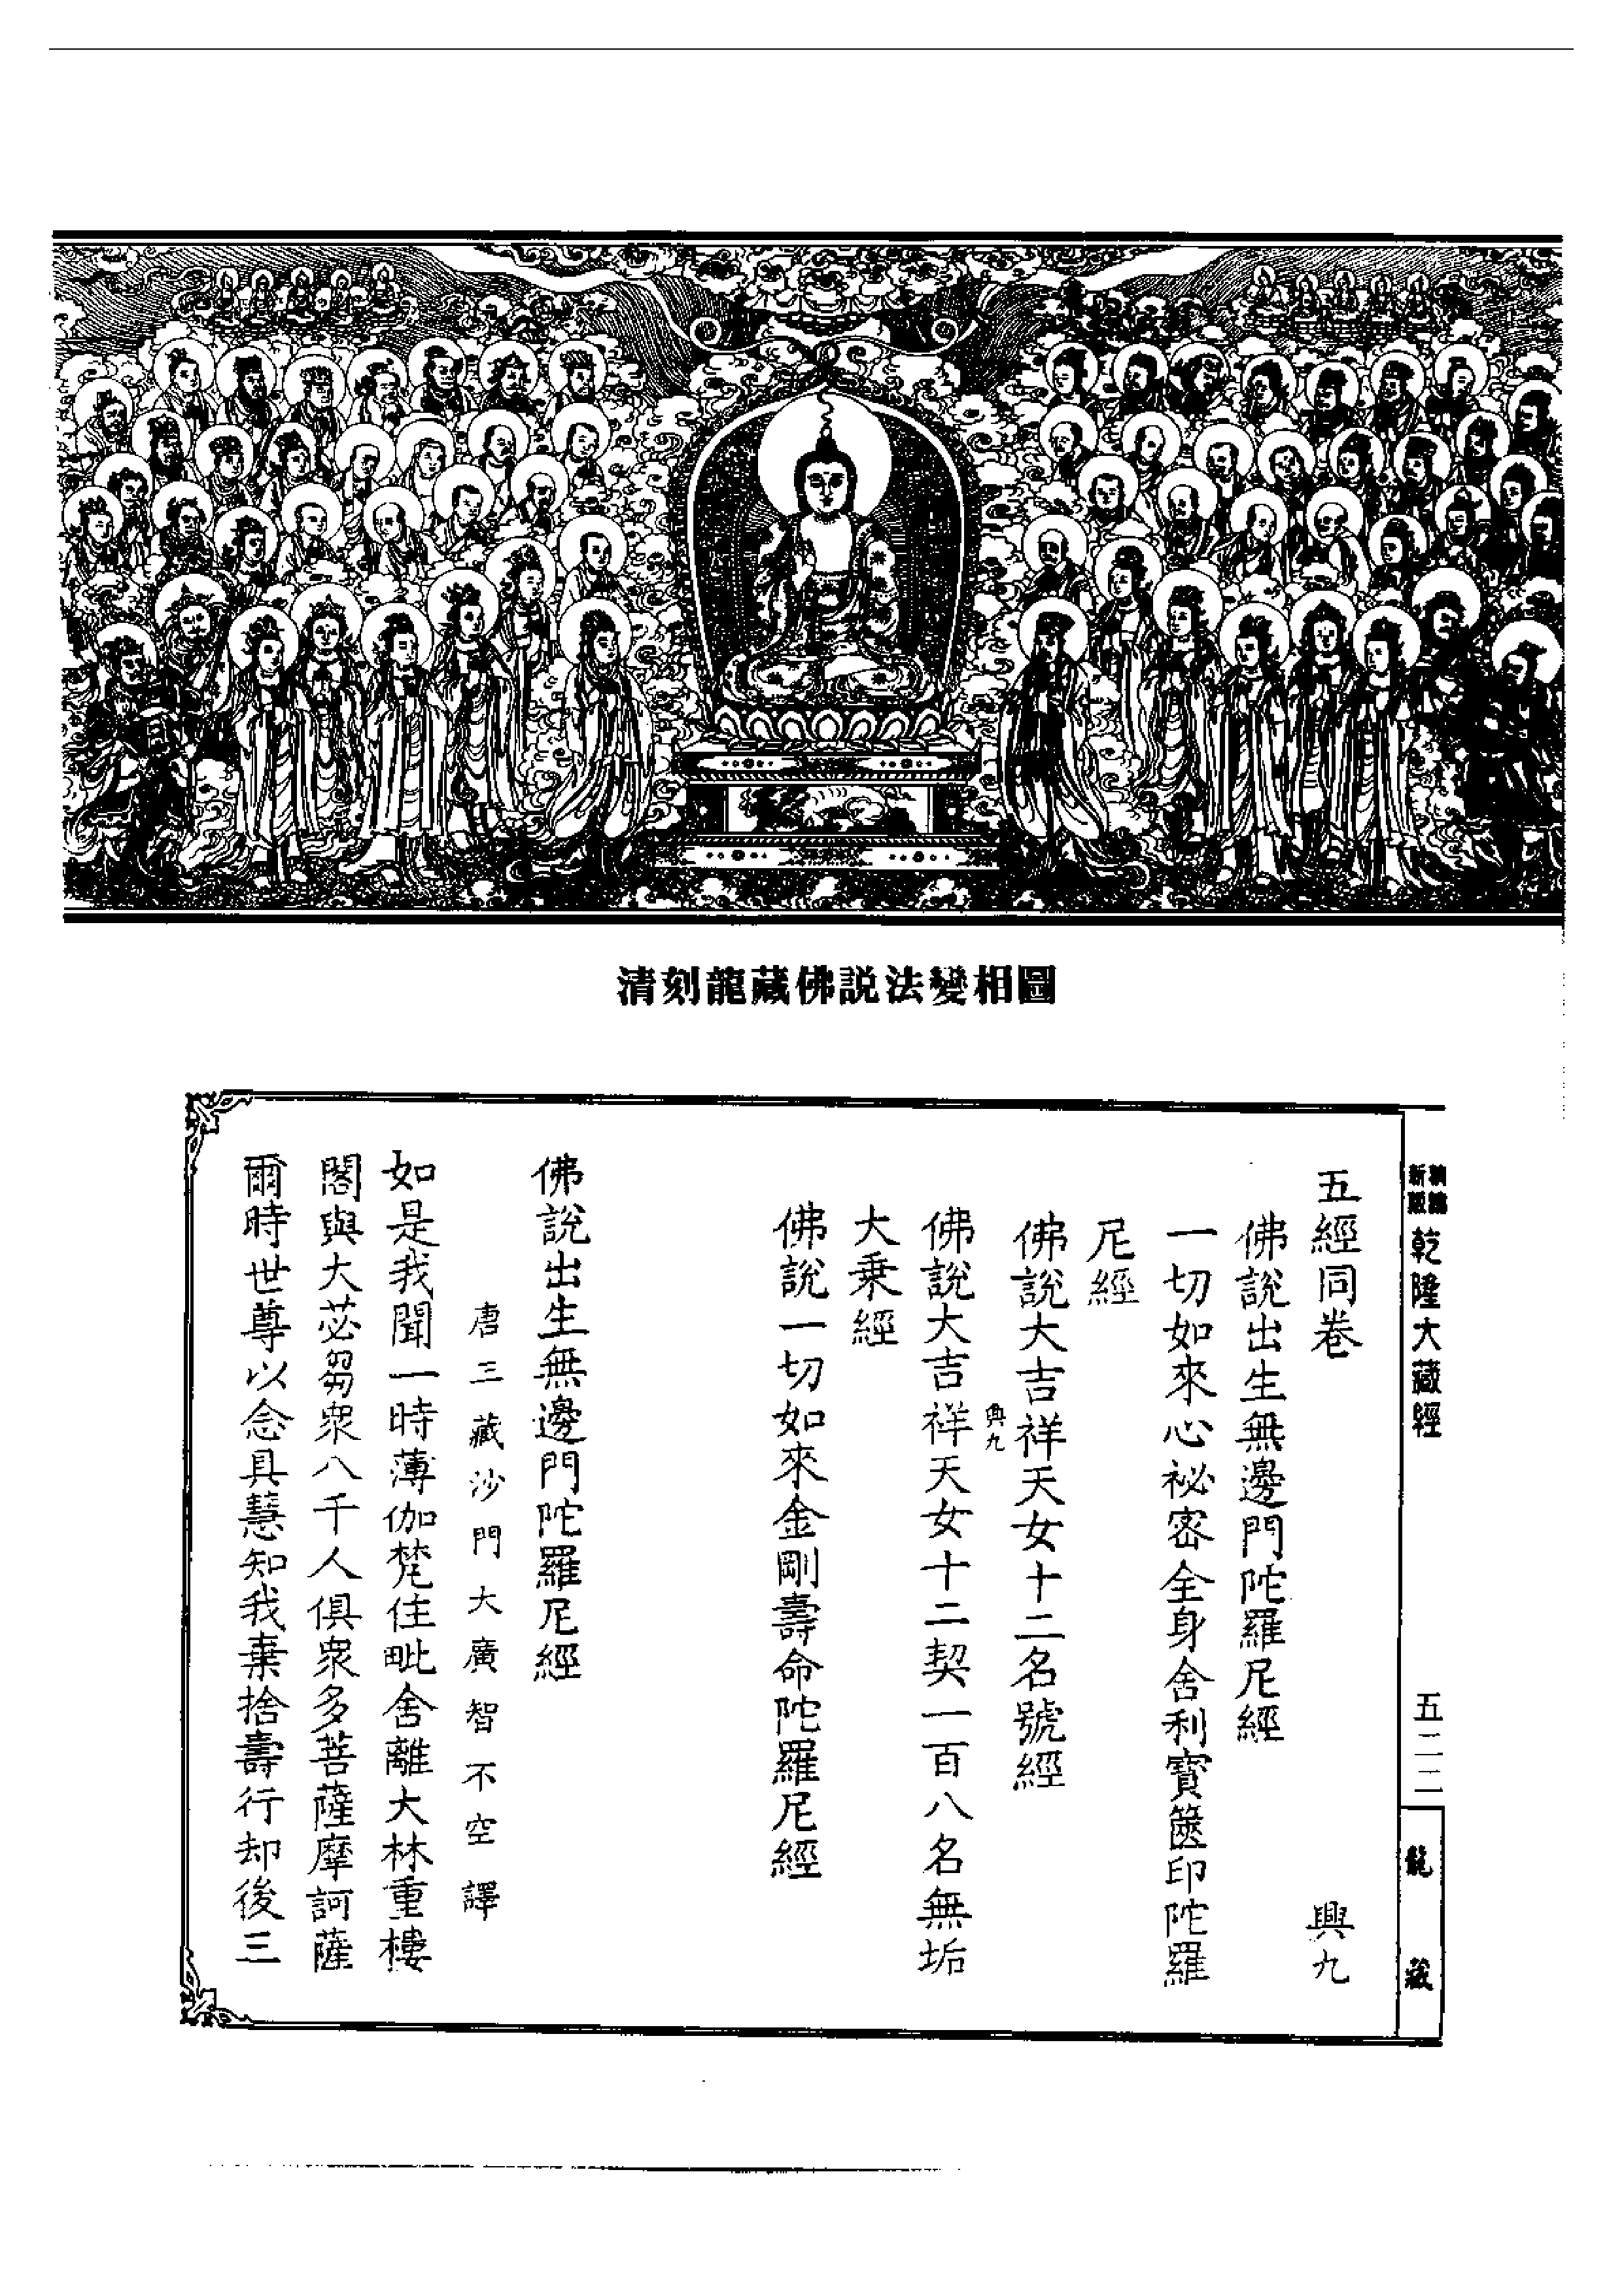 清刻龍藏佛説法變相圖
新編縮版
乾隆大藏經
五二二
龍藏
五經同卷 興九
佛說出生無邊門陀羅尼經
一切如來心祕密全身舍利寶篋印陀羅
尼經
佛說大吉祥天女十二名號經
興九
佛說大吉祥天女十二契一百八名無垢
大乘經
佛說一切如來金剛壽命陀羅尼經
佛說出生無邊門陀羅尼經
唐三藏沙門大廣智不空譯
如是我聞一時薄伽梵住毗舍離大林重樓
閣與大苾芻衆八千人俱衆多菩薩摩訶薩
爾時世尊以念具慧知我棄捨壽行却後三